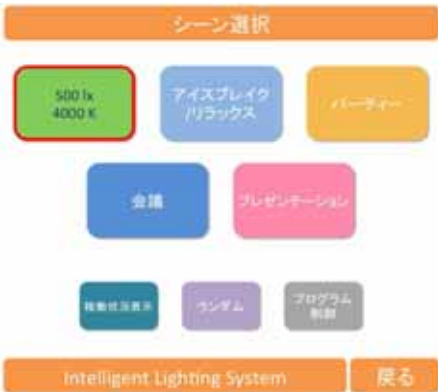 シーン選択
500 lx
4000 K
アイスブレイク
/リラックス
パーティー
会議
プレゼンテーション
稼働状況表示
ランダム
プログラム
制御
Intelligent Lighting System
戻る